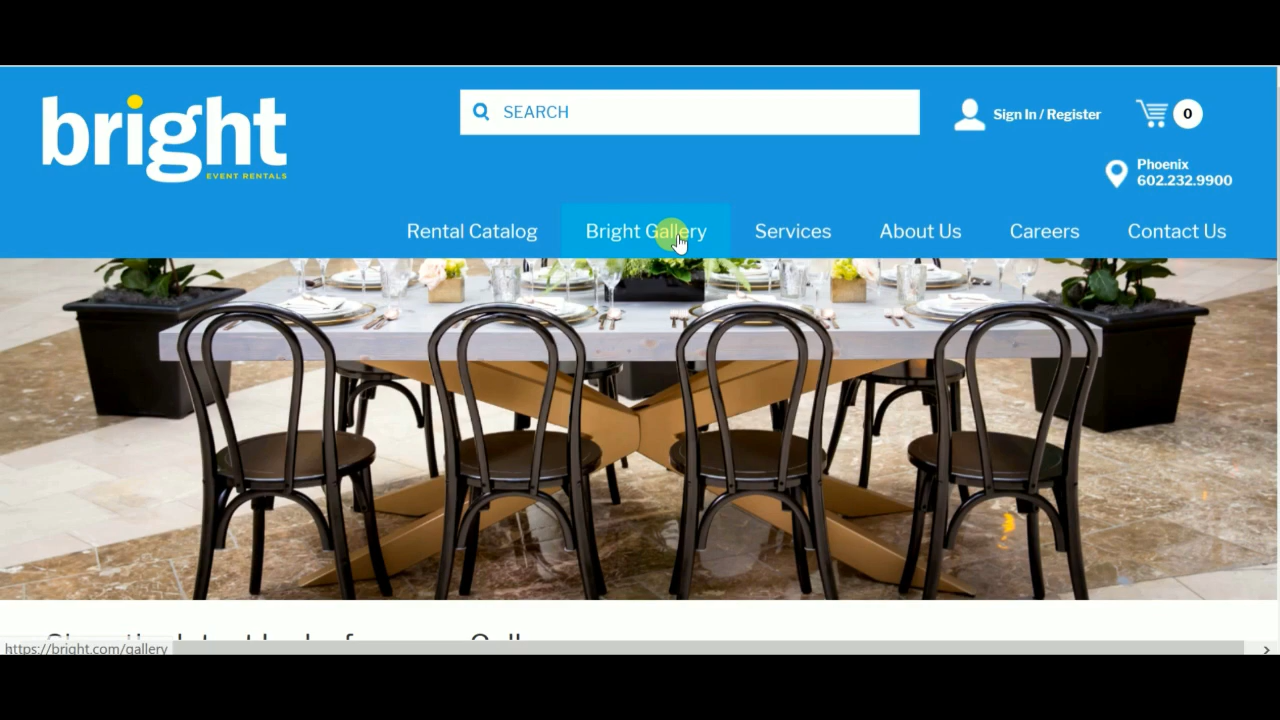 bright
EVENT RENTALS
SEARCH
Sign In / Register
0
Phoenix
602.232.9900
Rental Catalog
Bright Gallery
Services
About Us
Careers
Contact Us
https://bright.com/gallery